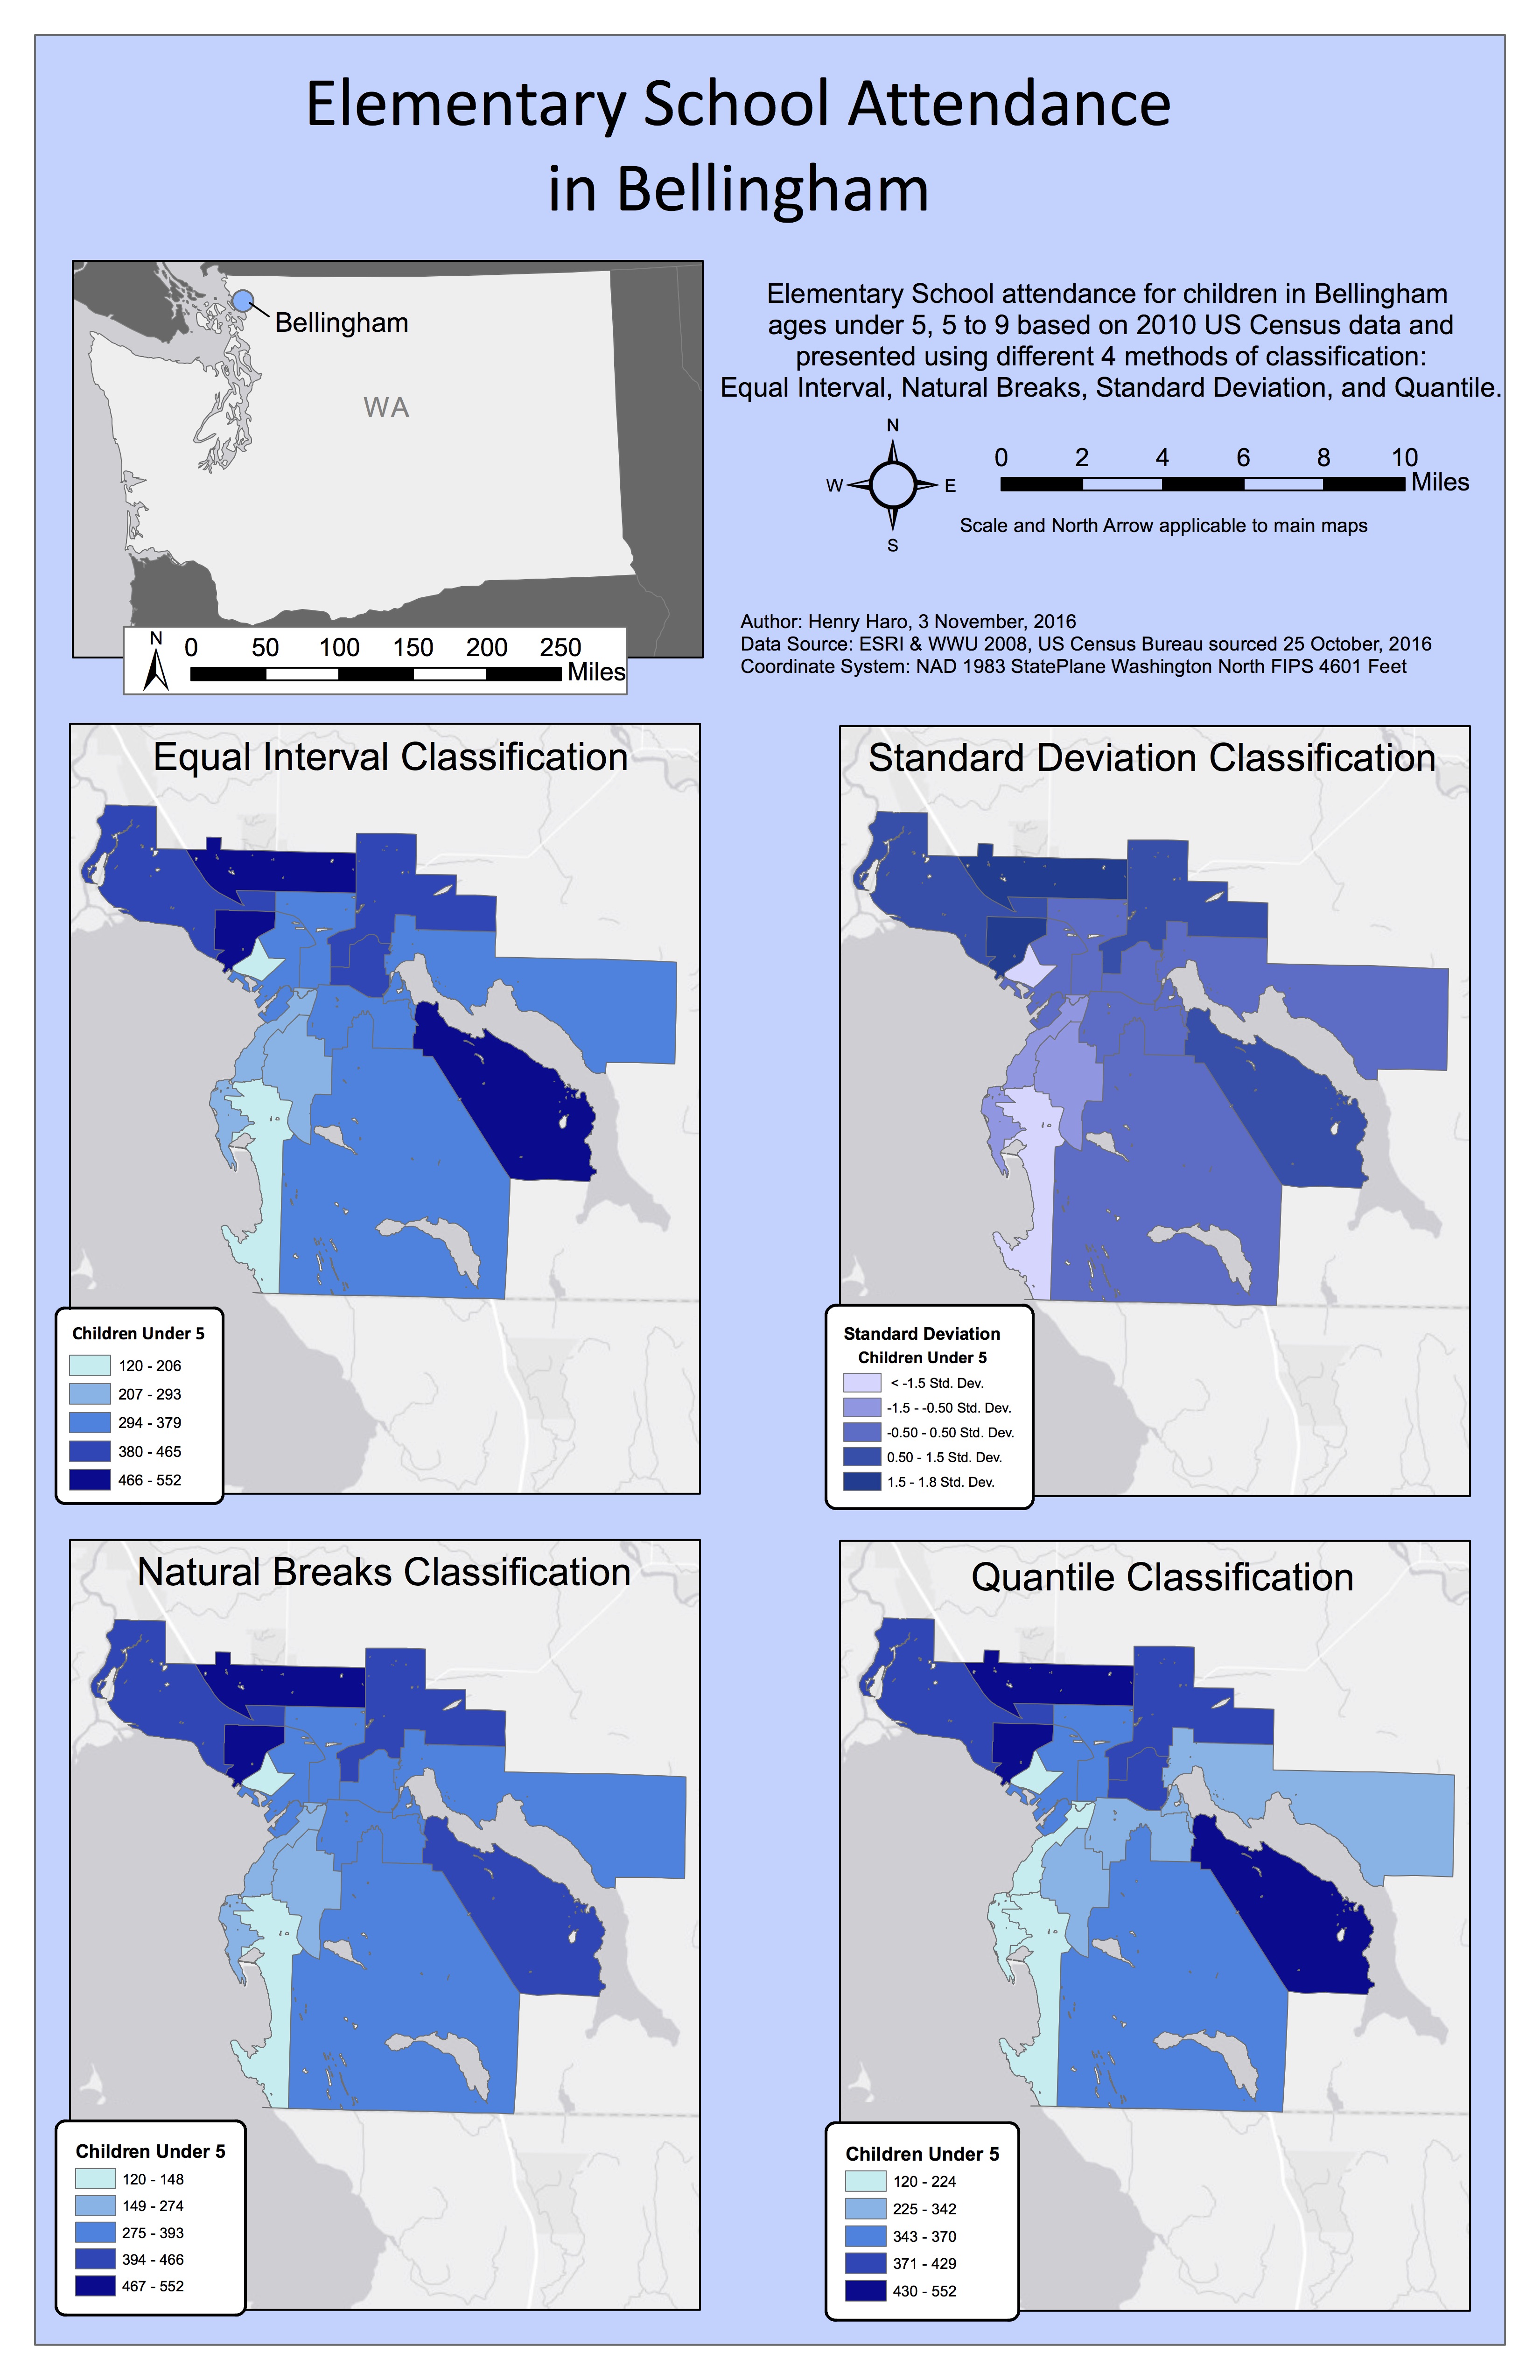 Elementary School Attendance
in Bellingham
Bellingham
WA
N
0 50 100 150 200 250
Miles
Elementary School attendance for children in Bellingham
ages under 5, 5 to 9 based on 2010 US Census data and
presented using different 4 methods of classification:
Equal Interval, Natural Breaks, Standard Deviation, and Quantile.
N
W E
S
0 2 4 6 8 10
Miles
Scale and North Arrow applicable to main maps
Author: Henry Haro, 3 November, 2016
Data Source: ESRI & WWU 2008, US Census Bureau sourced 25 October, 2016
Coordinate System: NAD 1983 StatePlane Washington North FIPS 4601 Feet
Equal Interval Classification
Children Under 5
120 - 206
207 - 293
294 - 379
380 - 465
466 - 552
Standard Deviation Classification
Standard Deviation
Children Under 5
< -1.5 Std. Dev.
-1.5 - -0.50 Std. Dev.
-0.50 - 0.50 Std. Dev.
0.50 - 1.5 Std. Dev.
1.5 - 1.8 Std. Dev.
Natural Breaks Classification
Children Under 5
120 - 148
149 - 274
275 - 393
394 - 466
467 - 552
Quantile Classification
Children Under 5
120 - 224
225 - 342
343 - 370
371 - 429
430 - 552